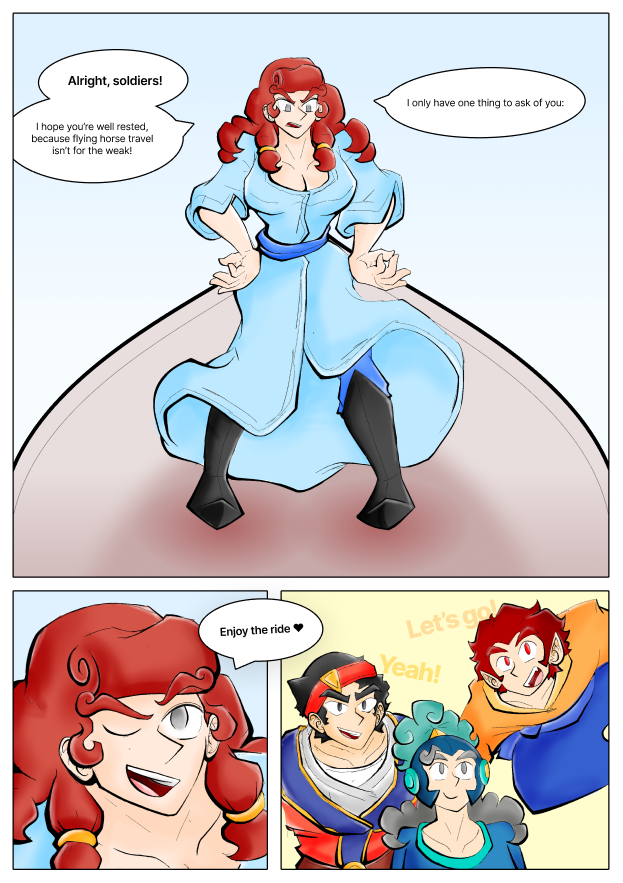 Alright, soldiers!
I hope you're well rested,
because flying horse travel
isn't for the weak!
I only have one thing to ask of you:
Enjoy the ride ♥
Let's go!
Yeah!